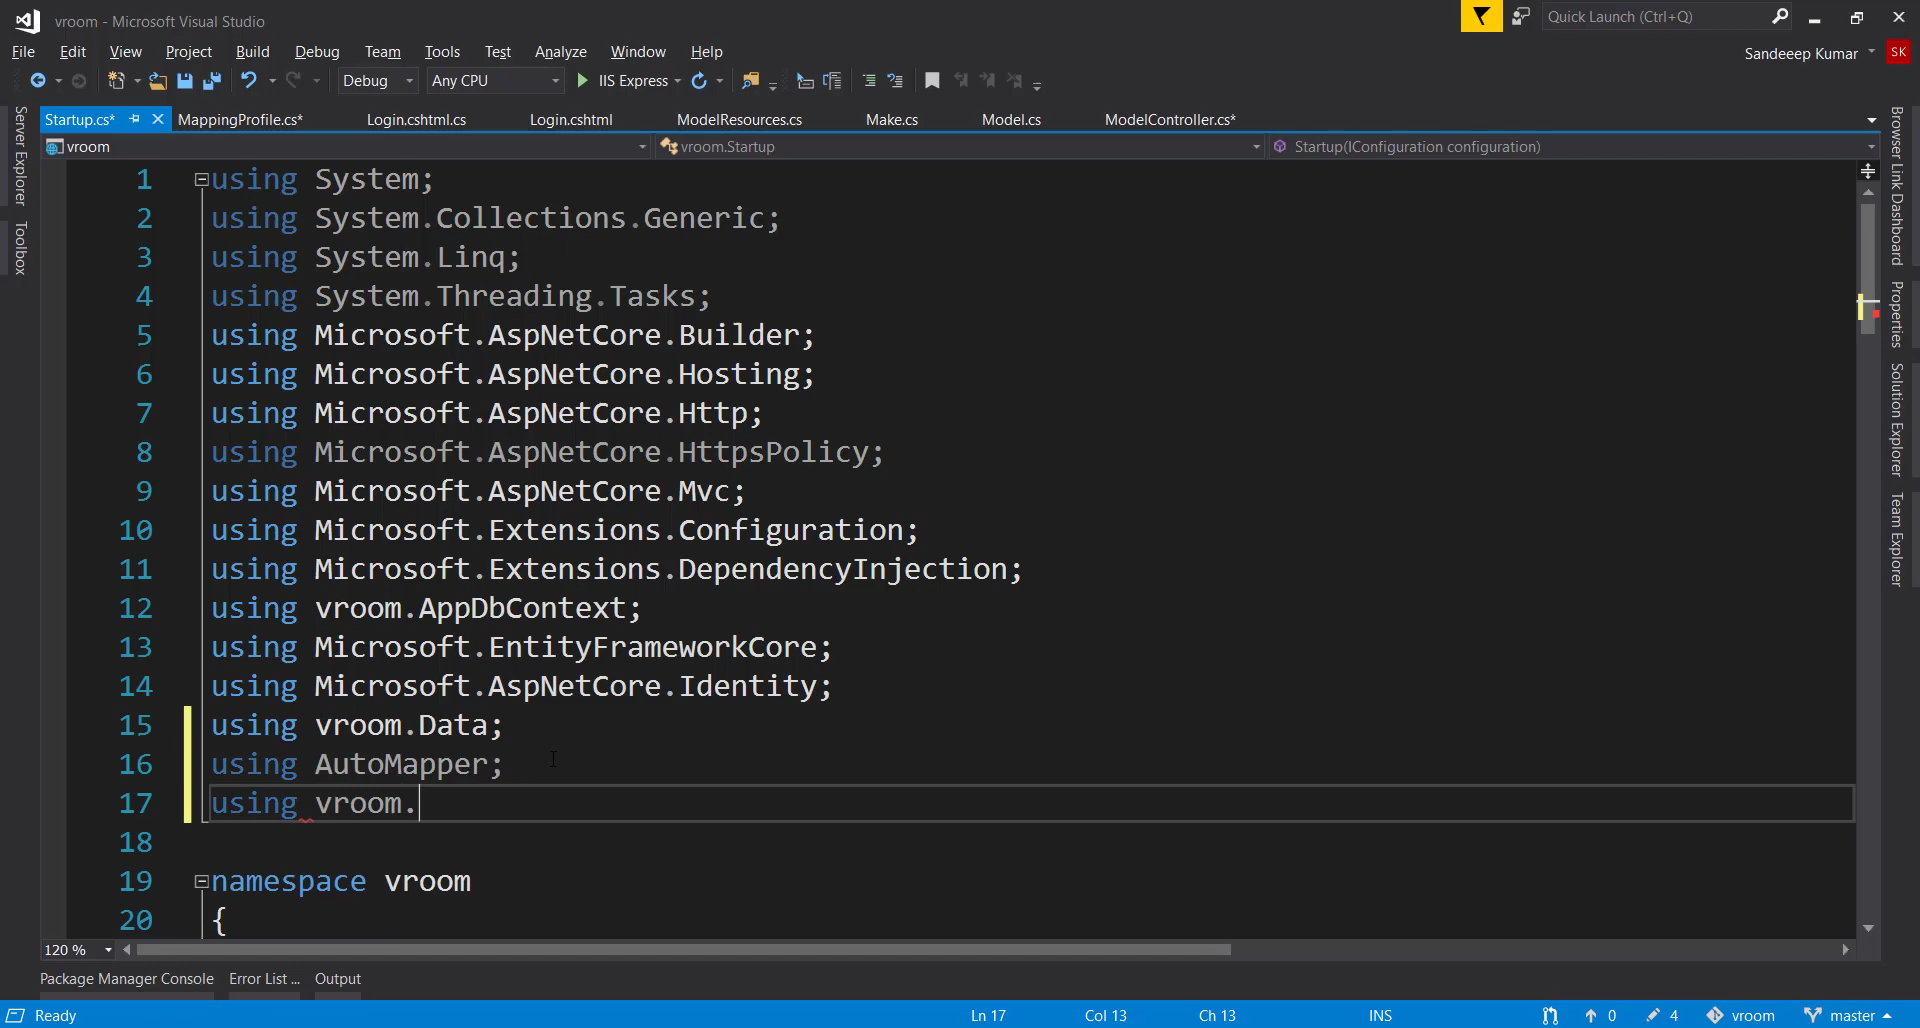 vroom - Microsoft Visual Studio
Quick Launch (Ctrl+Q)
File Edit View Project Build Debug Team Tools Test Analyze Window Help
Sandeeep Kumar SK
Debug Any CPU IIS Express
Startup.cs* MappingProfile.cs* Login.cshtml.cs Login.cshtml ModelResources.cs Make.cs Model.cs ModelController.cs*
vroom vroom.Startup Startup(IConfiguration configuration)
Server Explorer
Toolbox
Browser Link Dashboard
Properties
Solution Explorer
Team Explorer
1 using System;
2 using System.Collections.Generic;
3 using System.Linq;
4 using System.Threading.Tasks;
5 using Microsoft.AspNetCore.Builder;
6 using Microsoft.AspNetCore.Hosting;
7 using Microsoft.AspNetCore.Http;
8 using Microsoft.AspNetCore.HttpsPolicy;
9 using Microsoft.AspNetCore.Mvc;
10 using Microsoft.Extensions.Configuration;
11 using Microsoft.Extensions.DependencyInjection;
12 using vroom.AppDbContext;
13 using Microsoft.EntityFrameworkCore;
14 using Microsoft.AspNetCore.Identity;
15 using vroom.Data;
16 using AutoMapper;
17 using vroom.
18
19 namespace vroom
20 {
120 %
Package Manager Console Error List ... Output
Ready Ln 17 Col 13 Ch 13 INS 0 4 vroom master